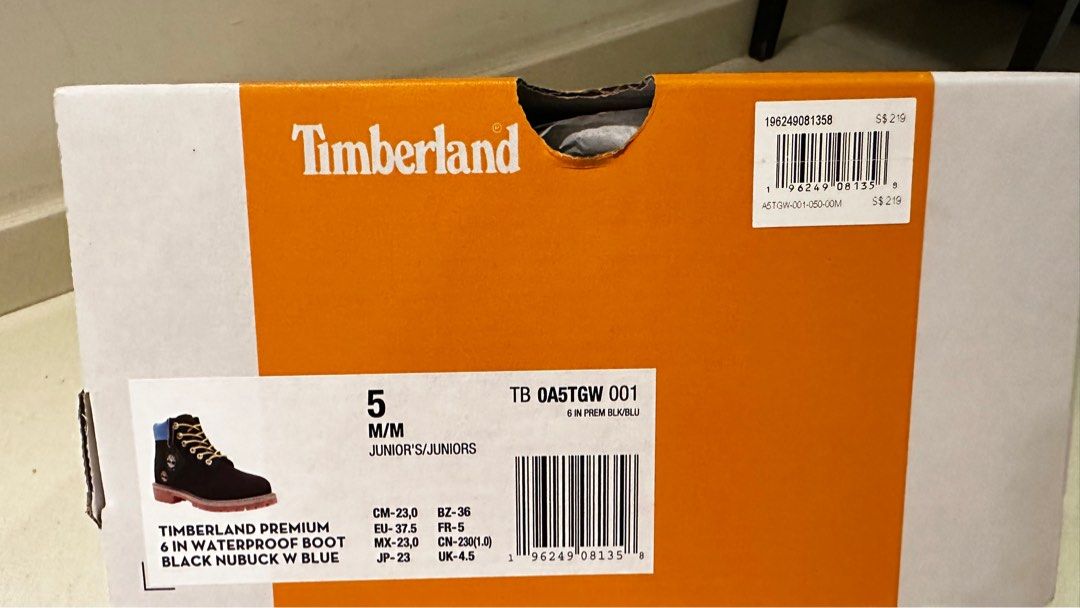 Timberland®
196249081358 S$ 219
1 96249 08135 8
A5TGW-001-050-00M S$ 219
5
M/M
JUNIOR'S/JUNIORS
TB 0A5TGW 001
6 IN PREM BLK/BLU
CM-23,0 BZ-36
EU-37.5 FR-5
MX-23,0 CN-230(1.0)
JP-23 UK-4.5
1 96249 08135 8
TIMBERLAND PREMIUM
6 IN WATERPROOF BOOT
BLACK NUBUCK W BLUE